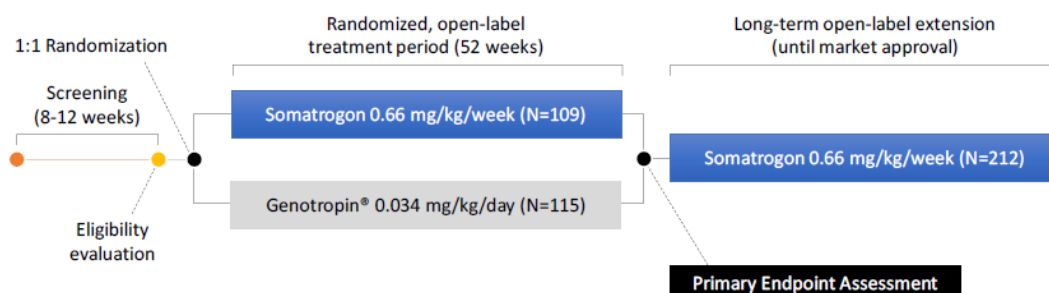 1:1 Randomization
Randomized, open-label
treatment period (52 weeks)
Long-term open-label extension
(until market approval)
Screening
(8-12 weeks)
Somatrogon 0.66 mg/kg/week (N=109)
Somatrogon 0.66 mg/kg/week (N=212)
Genotropin® 0.034 mg/kg/day (N=115)
Eligibility
evaluation
Primary Endpoint Assessment